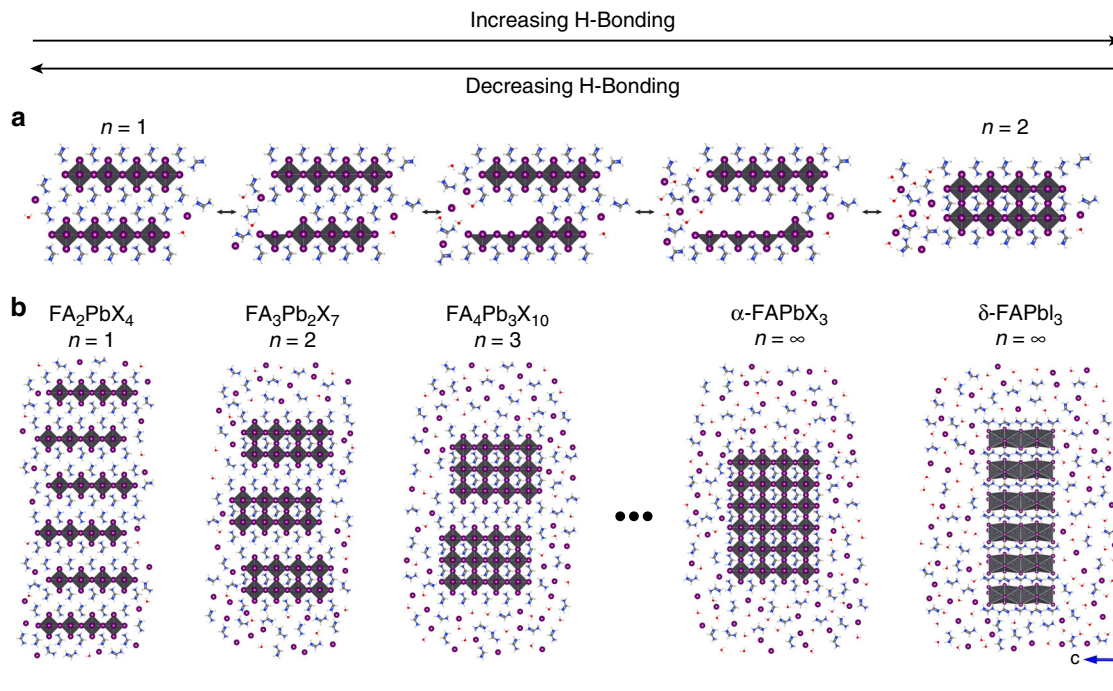 Increasing H-Bonding
Decreasing H-Bonding
a
n = 1
n = 2
b
FA₂PbX₄
n = 1
FA₃Pb₂X₇
n = 2
FA₄Pb₃X₁₀
n = 3
α-FAPbX₃
n = ∞
δ-FAPbI₃
n = ∞
c